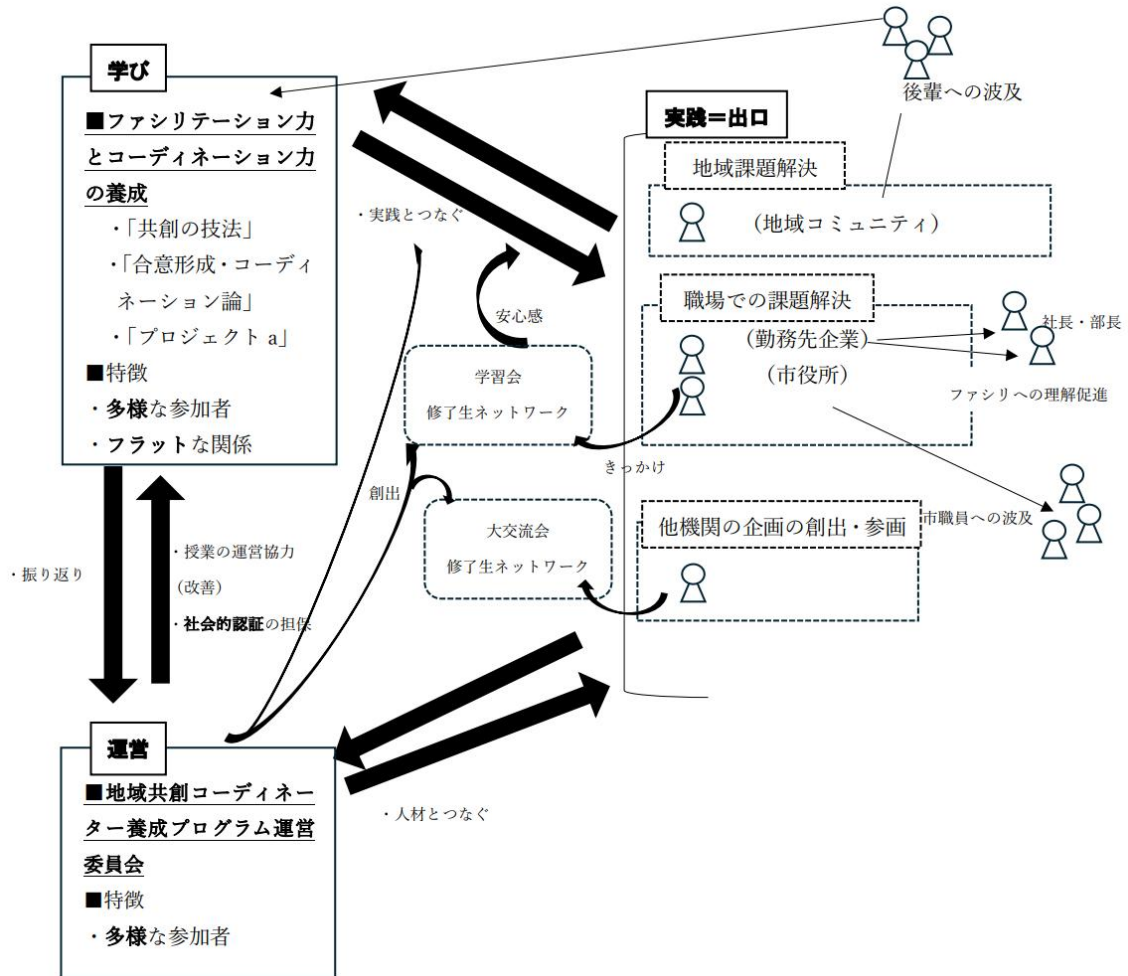 学び
■ファシリテーション力
とコーディネーション力
の養成
・「共創の技法」
・「合意形成・コーディ
ネーション論」
・「プロジェクト a」
■特徴
・多様な参加者
・フラットな関係
・実践とつなぐ
安心感
学習会
修了生ネットワーク
きっかけ
創出
大交流会
修了生ネットワーク
実践=出口
地域課題解決
(地域コミュニティ)
職場での課題解決
(勤務先企業)
(市役所)
他機関の企画の創出・参画
後輩への波及
社長・部長
ファシリへの理解促進
市職員への波及
・振り返り
・授業の運営協力
(改善)
・社会的認証の担保
運営
■地域共創コーディネー
ター養成プログラム運営
委員会
■特徴
・多様な参加者
・人材とつなぐ